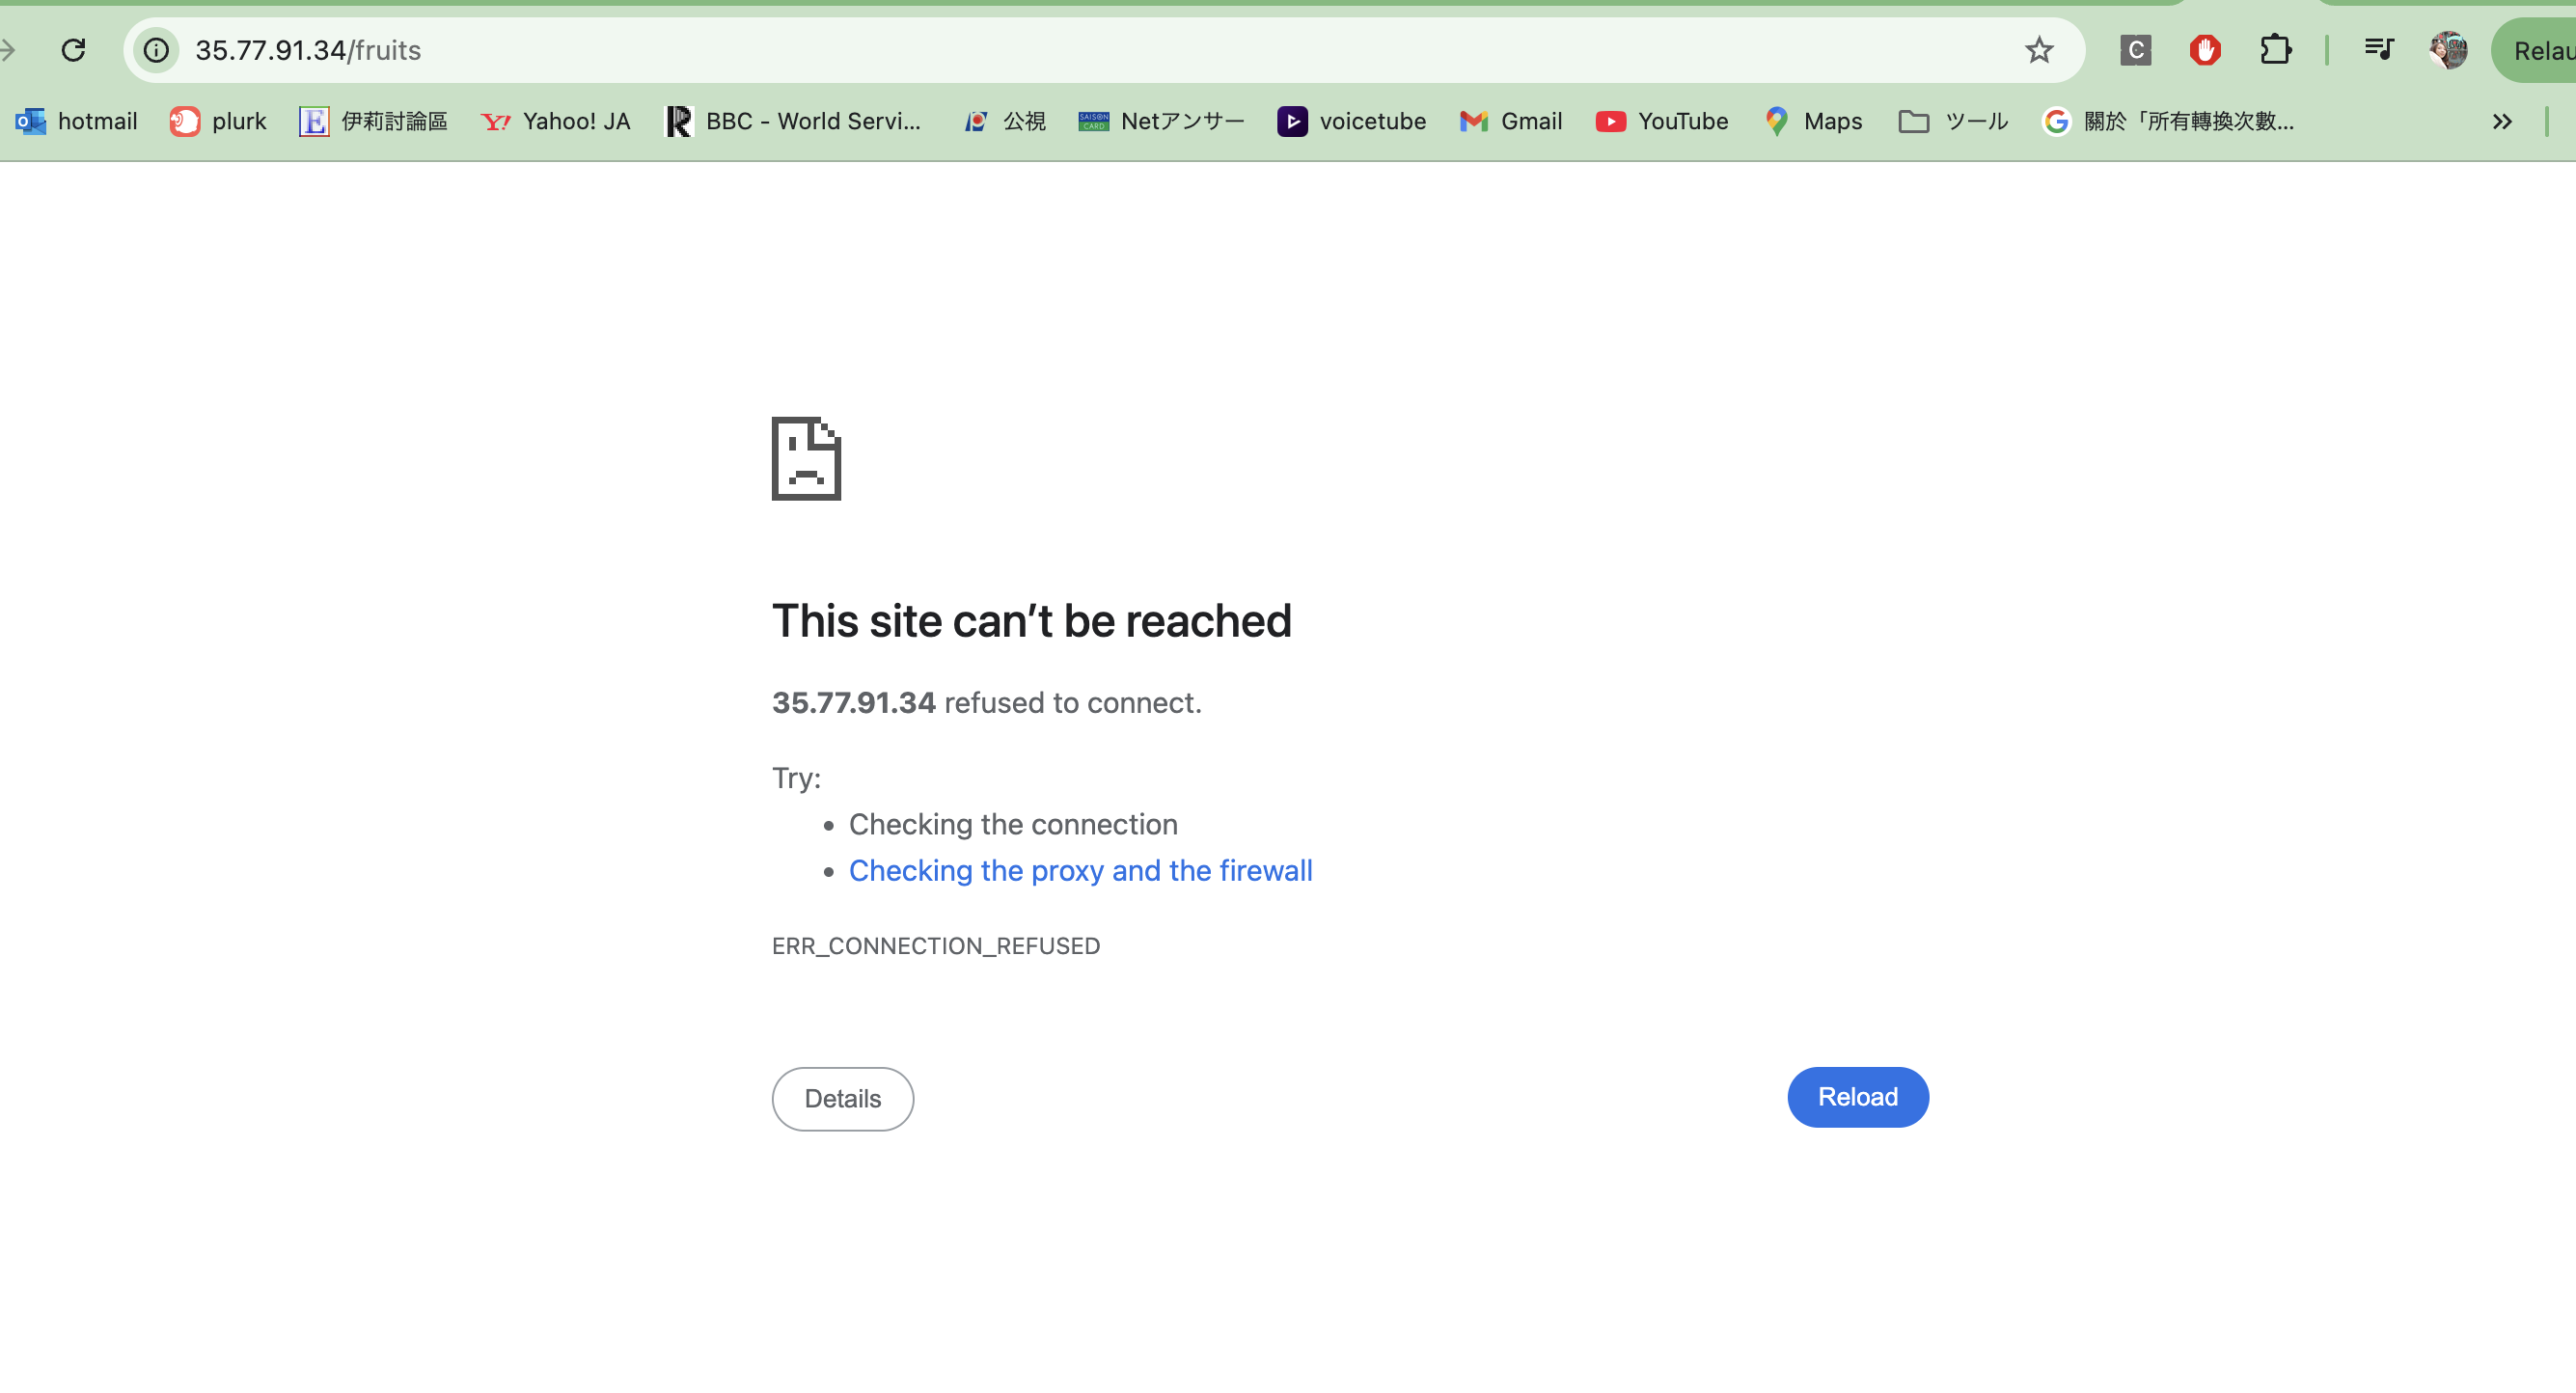 35.77.91.34/fruits
C
Relau
hotmail plurk E 伊莉討論區 Y! Yahoo! JA BBC - World Servi... 公視 SAISON CARD Netアンサー voicetube Gmail YouTube Maps ツール 關於「所有轉換次數...
This site can’t be reached
35.77.91.34 refused to connect.
Try:
Checking the connection
Checking the proxy and the firewall
ERR_CONNECTION_REFUSED
Details
Reload